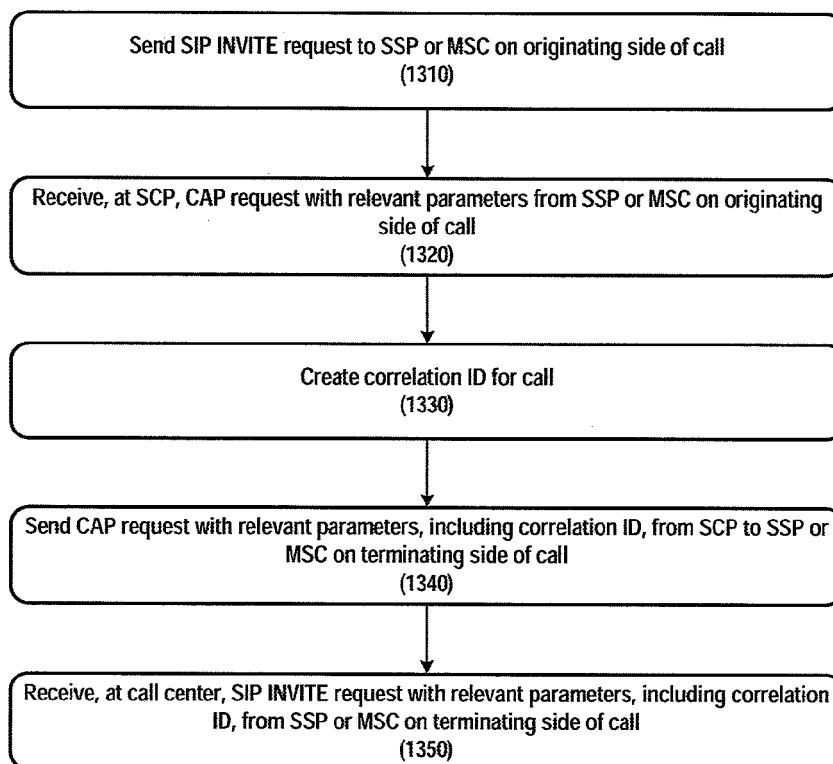 Send SIP INVITE request to SSP or MSC on originating side of call
(1310)
Receive, at SCP, CAP request with relevant parameters from SSP or MSC on originating
side of call
(1320)
Create correlation ID for call
(1330)
Send CAP request with relevant parameters, including correlation ID, from SCP to SSP or
MSC on terminating side of call
(1340)
Receive, at call center, SIP INVITE request with relevant parameters, including correlation
ID, from SSP or MSC on terminating side of call
(1350)